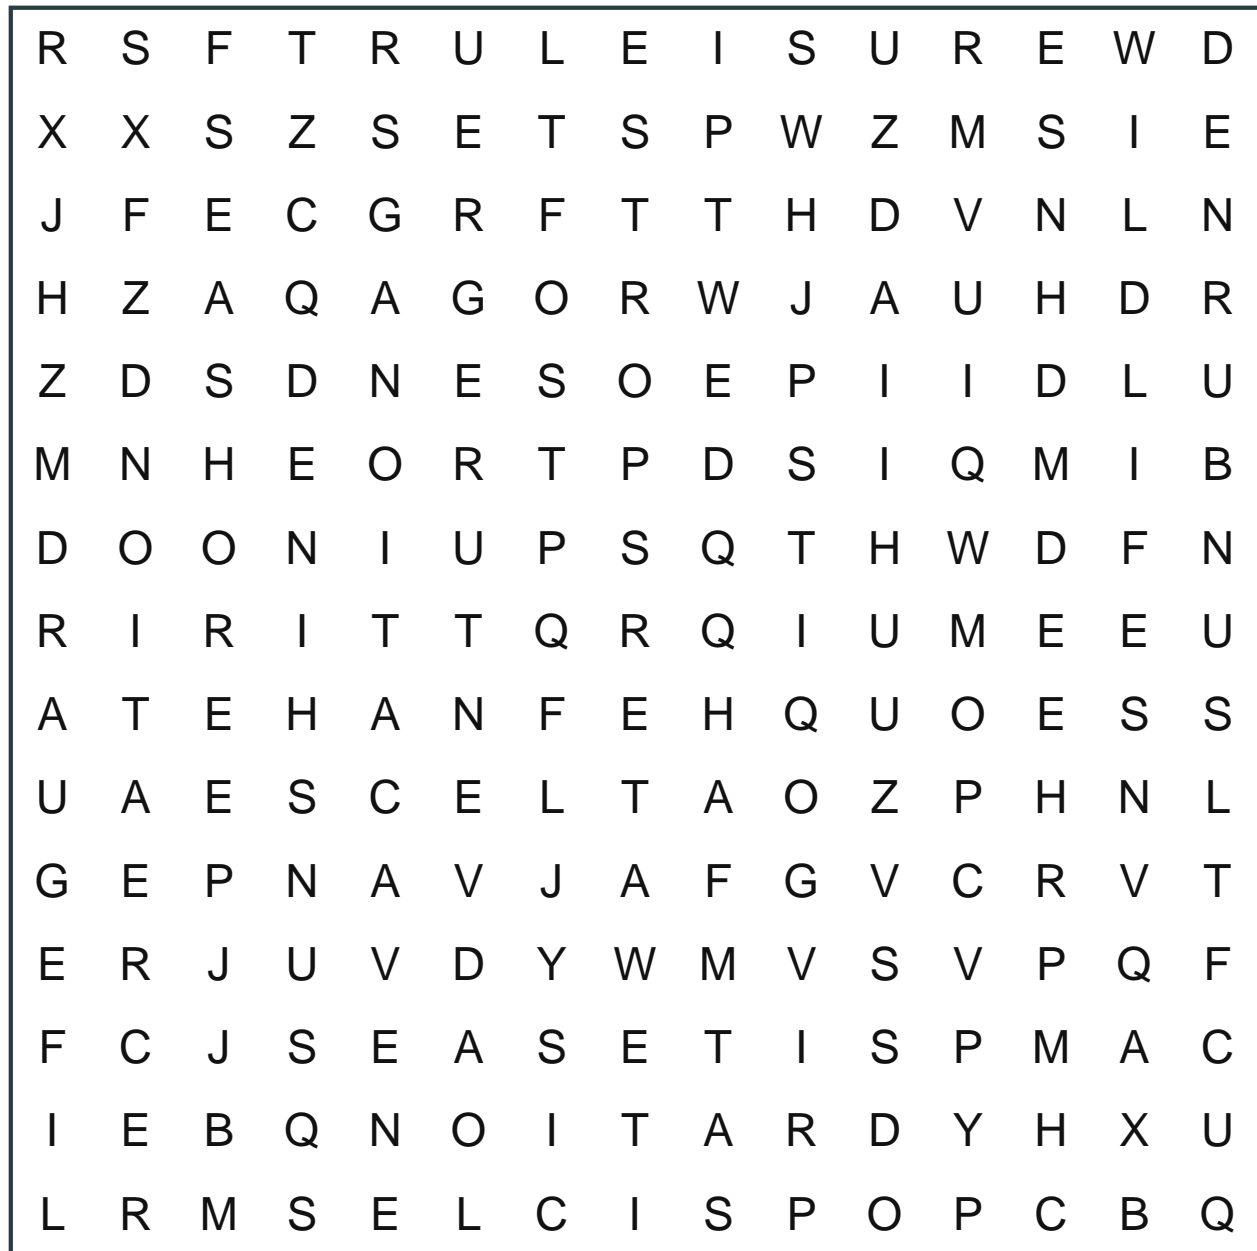 R S F T R U L E I S U R E W D
X X S Z S E T S P W Z M S I E
J F E C G R F T T H D V N L N
H Z A Q A G O R W J A U H D R
Z D S D N E S O E P I I D L U
M N H E O R T P D S I Q M I B
D O O N I U P S Q T H W D F N
R I R I T T Q R Q I U M E E U
A T E H A N F E H Q U O E S S
U A E S C E L T A O Z P H N L
G E P N A V J A F G V C R V T
E R J U V D Y W M V S V P Q F
F C J S E A S E T I S P M A C
I E B Q N O I T A R D Y H X U
L R M S E L C I S P O P C B Q